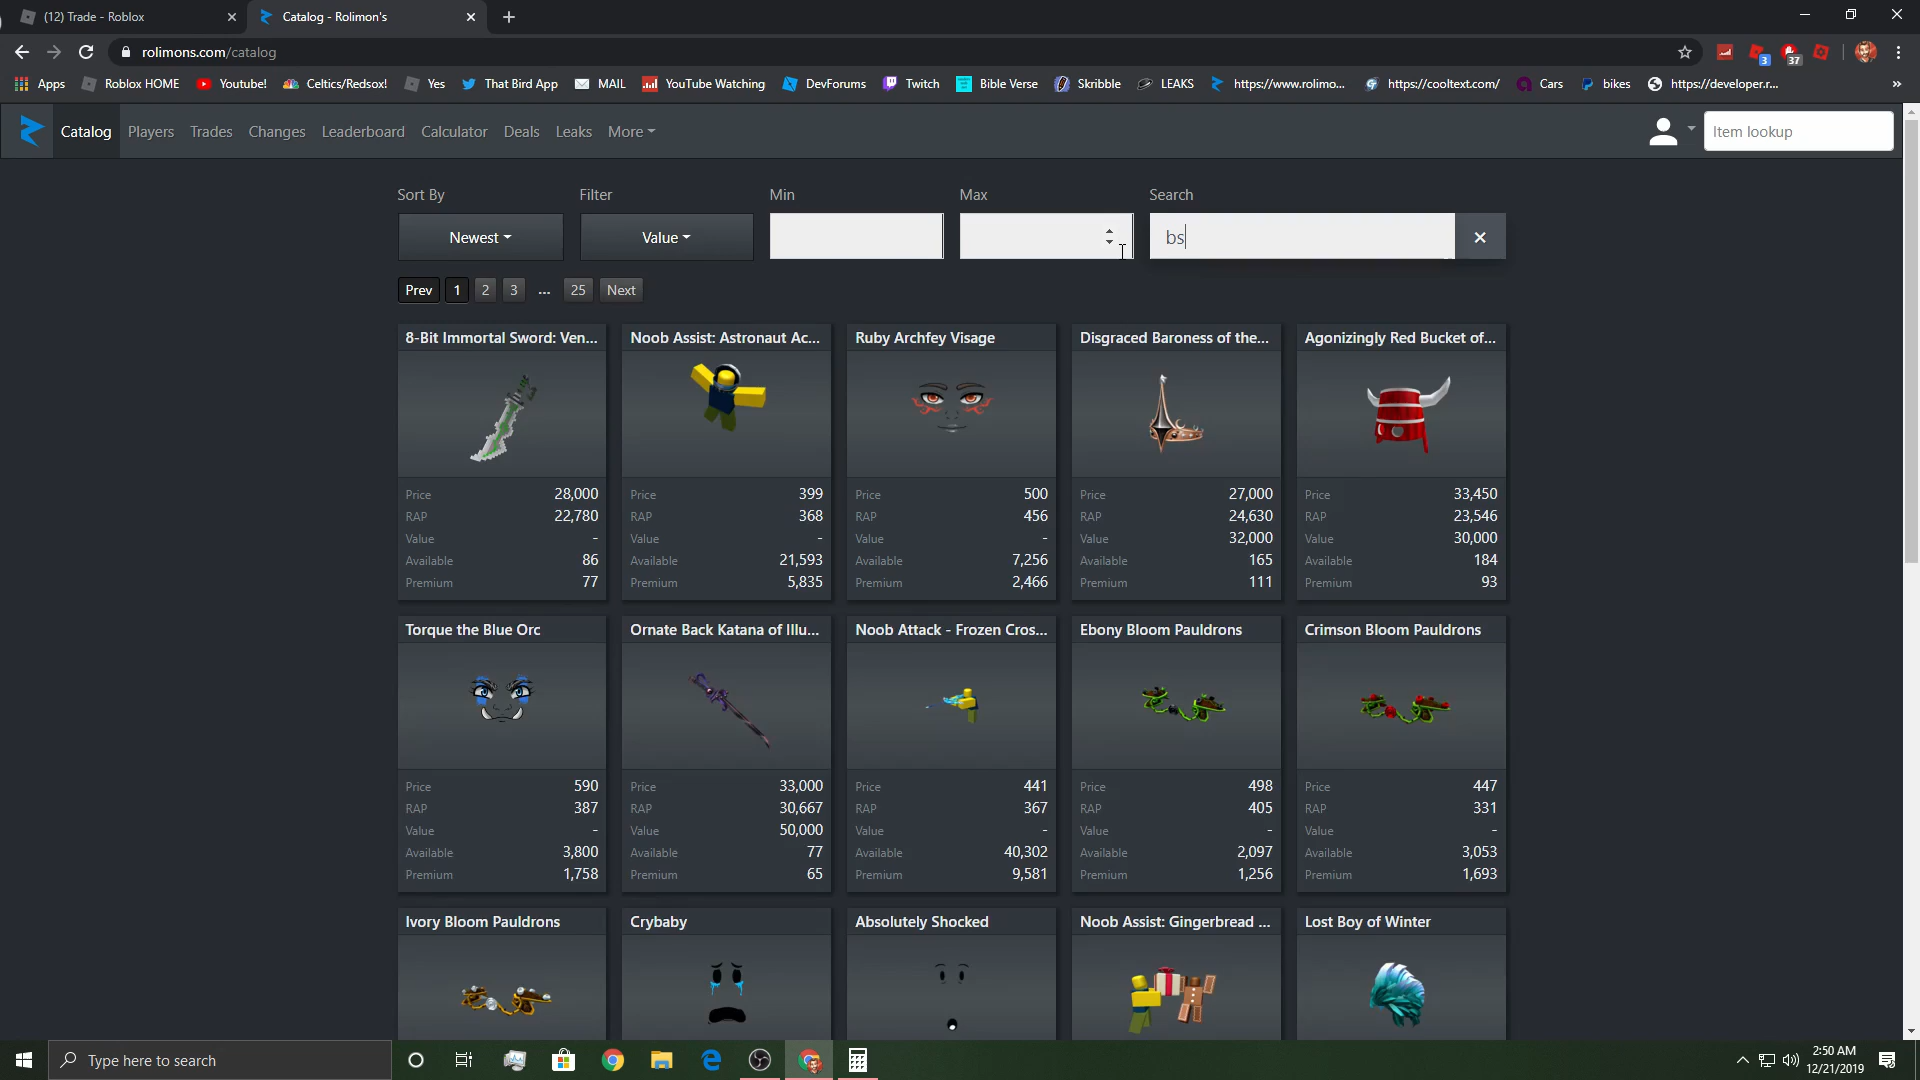 (12) Trade - Roblox
Catalog - Rolimon's
rolimons.com/catalog
Apps
Roblox HOME
Youtube!
Celtics/Redsox!
Yes
That Bird App
MAIL
YouTube Watching
DevForums
Twitch
Bible Verse
Skribble
LEAKS
https://www.rolimo...
https://cooltext.com/
Cars
bikes
https://developer.r...
3
37
Catalog Players Trades Changes Leaderboard Calculator Deals Leaks More
Item lookup
Sort By Filter Min Max Search
Newest Value bs
Prev 1 2 3 ... 25 Next
8-Bit Immortal Sword: Ven...
Price 28,000
RAP 22,780
Value -
Available 86
Premium 77
Noob Assist: Astronaut Ac...
Price 399
RAP 368
Value -
Available 21,593
Premium 5,835
Ruby Archfey Visage
Price 500
RAP 456
Value -
Available 7,256
Premium 2,466
Disgraced Baroness of the...
Price 27,000
RAP 24,630
Value 32,000
Available 165
Premium 111
Agonizingly Red Bucket of...
Price 33,450
RAP 23,546
Value 30,000
Available 184
Premium 93
Torque the Blue Orc
Price 590
RAP 387
Value -
Available 3,800
Premium 1,758
Ornate Back Katana of Illu...
Price 33,000
RAP 30,667
Value 50,000
Available 77
Premium 65
Noob Attack - Frozen Cros...
Price 441
RAP 367
Value -
Available 40,302
Premium 9,581
Ebony Bloom Pauldrons
Price 498
RAP 405
Value -
Available 2,097
Premium 1,256
Crimson Bloom Pauldrons
Price 447
RAP 331
Value -
Available 3,053
Premium 1,693
Ivory Bloom Pauldrons
Crybaby
Absolutely Shocked
Noob Assist: Gingerbread ...
Lost Boy of Winter
Type here to search
2:50 AM
12/21/2019